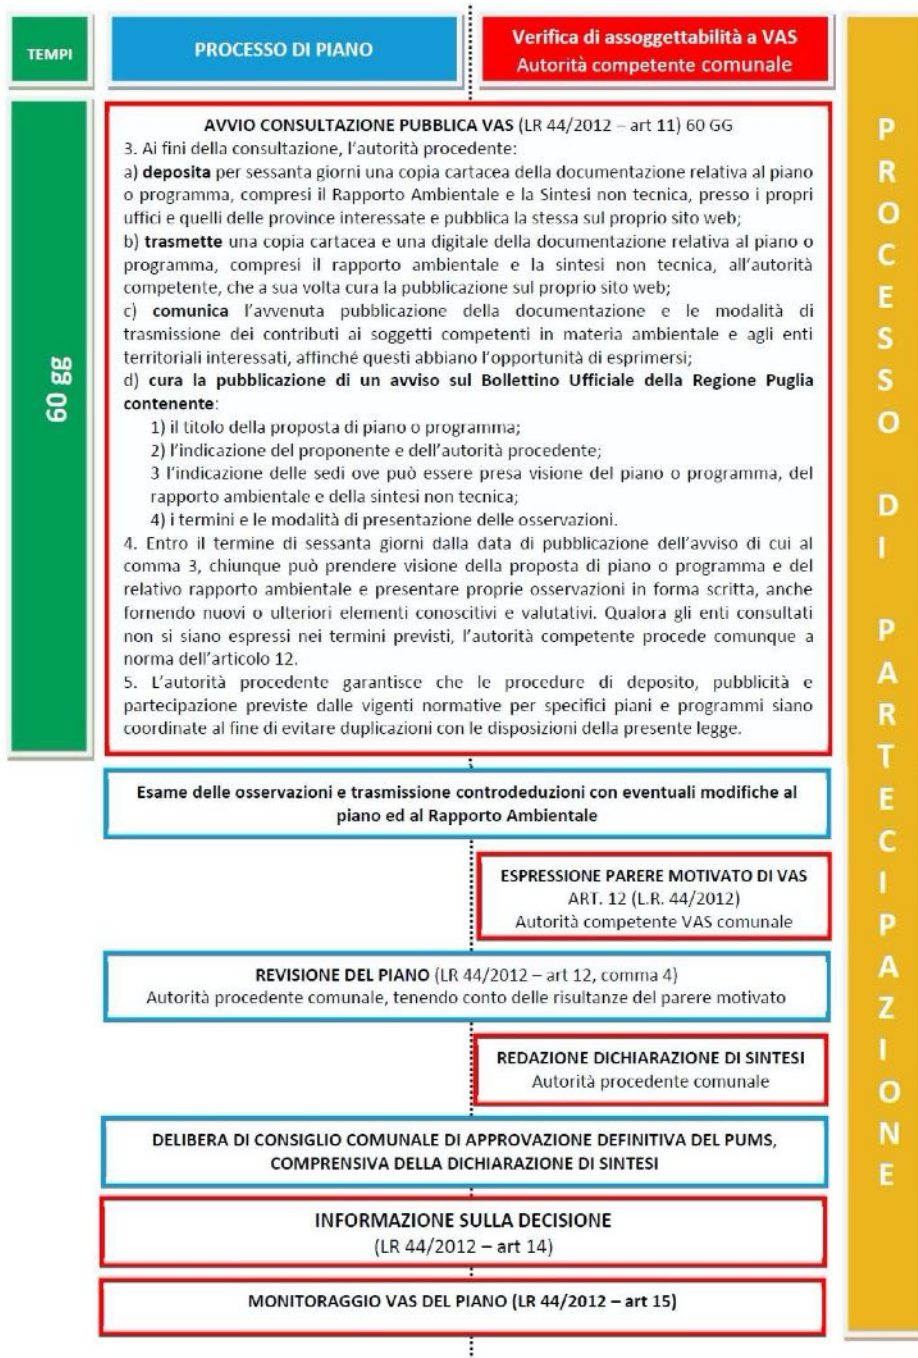 TEMPI
PROCESSO DI PIANO
Verifica di assoggettabilità a VAS
Autorità competente comunale
60 gg
AVVIO CONSULTAZIONE PUBBLICA VAS (LR 44/2012 – art 11) 60 GG
3. Ai fini della consultazione, l'autorità procedente:
a) deposita per sessanta giorni una copia cartacea della documentazione relativa al piano
o programma, compresi il Rapporto Ambientale e la Sintesi non tecnica, presso i propri
uffici e quelli delle province interessate e pubblica la stessa sul proprio sito web;
b) trasmette una copia cartacea e una digitale della documentazione relativa al piano o
programma, compresi il rapporto ambientale e la sintesi non tecnica, all'autorità
competente, che a sua volta cura la pubblicazione sul proprio sito web;
c) comunica l'avvenuta pubblicazione della documentazione e le modalità di
trasmissione dei contributi ai soggetti competenti in materia ambientale e agli enti
territoriali interessati, affinché questi abbiano l'opportunità di esprimersi;
d) cura la pubblicazione di un avviso sul Bollettino Ufficiale della Regione Puglia
contenente:
1) il titolo della proposta di piano o programma;
2) l'indicazione del proponente e dell'autorità procedente;
3 l'indicazione delle sedi ove può essere presa visione del piano o programma, del
rapporto ambientale e della sintesi non tecnica;
4) i termini e le modalità di presentazione delle osservazioni.
4. Entro il termine di sessanta giorni dalla data di pubblicazione dell'avviso di cui al
comma 3, chiunque può prendere visione della proposta di piano o programma e del
relativo rapporto ambientale e presentare proprie osservazioni in forma scritta, anche
fornendo nuovi o ulteriori elementi conoscitivi e valutativi. Qualora gli enti consultati
non si siano espressi nei termini previsti, l'autorità competente procede comunque a
norma dell'articolo 12.
5. L'autorità procedente garantisce che le procedure di deposito, pubblicità e
partecipazione previste dalle vigenti normative per specifici piani e programmi siano
coordinate al fine di evitare duplicazioni con le disposizioni della presente legge.
Esame delle osservazioni e trasmissione controdeduzioni con eventuali modifiche al
piano ed al Rapporto Ambientale
ESPRESSIONE PARERE MOTIVATO DI VAS
ART. 12 (L.R. 44/2012)
Autorità competente VAS comunale
REVISIONE DEL PIANO (LR 44/2012 – art 12, comma 4)
Autorità procedente comunale, tenendo conto delle risultanze del parere motivato
REDAZIONE DICHIARAZIONE DI SINTESI
Autorità procedente comunale
DELIBERA DI CONSIGLIO COMUNALE DI APPROVAZIONE DEFINITIVA DEL PUMS,
COMPRENSIVA DELLA DICHIARAZIONE DI SINTESI
INFORMAZIONE SULLA DECISIONE
(LR 44/2012 – art 14)
MONITORAGGIO VAS DEL PIANO (LR 44/2012 – art 15)
PROCESSO DI PARTECIPAZIONE